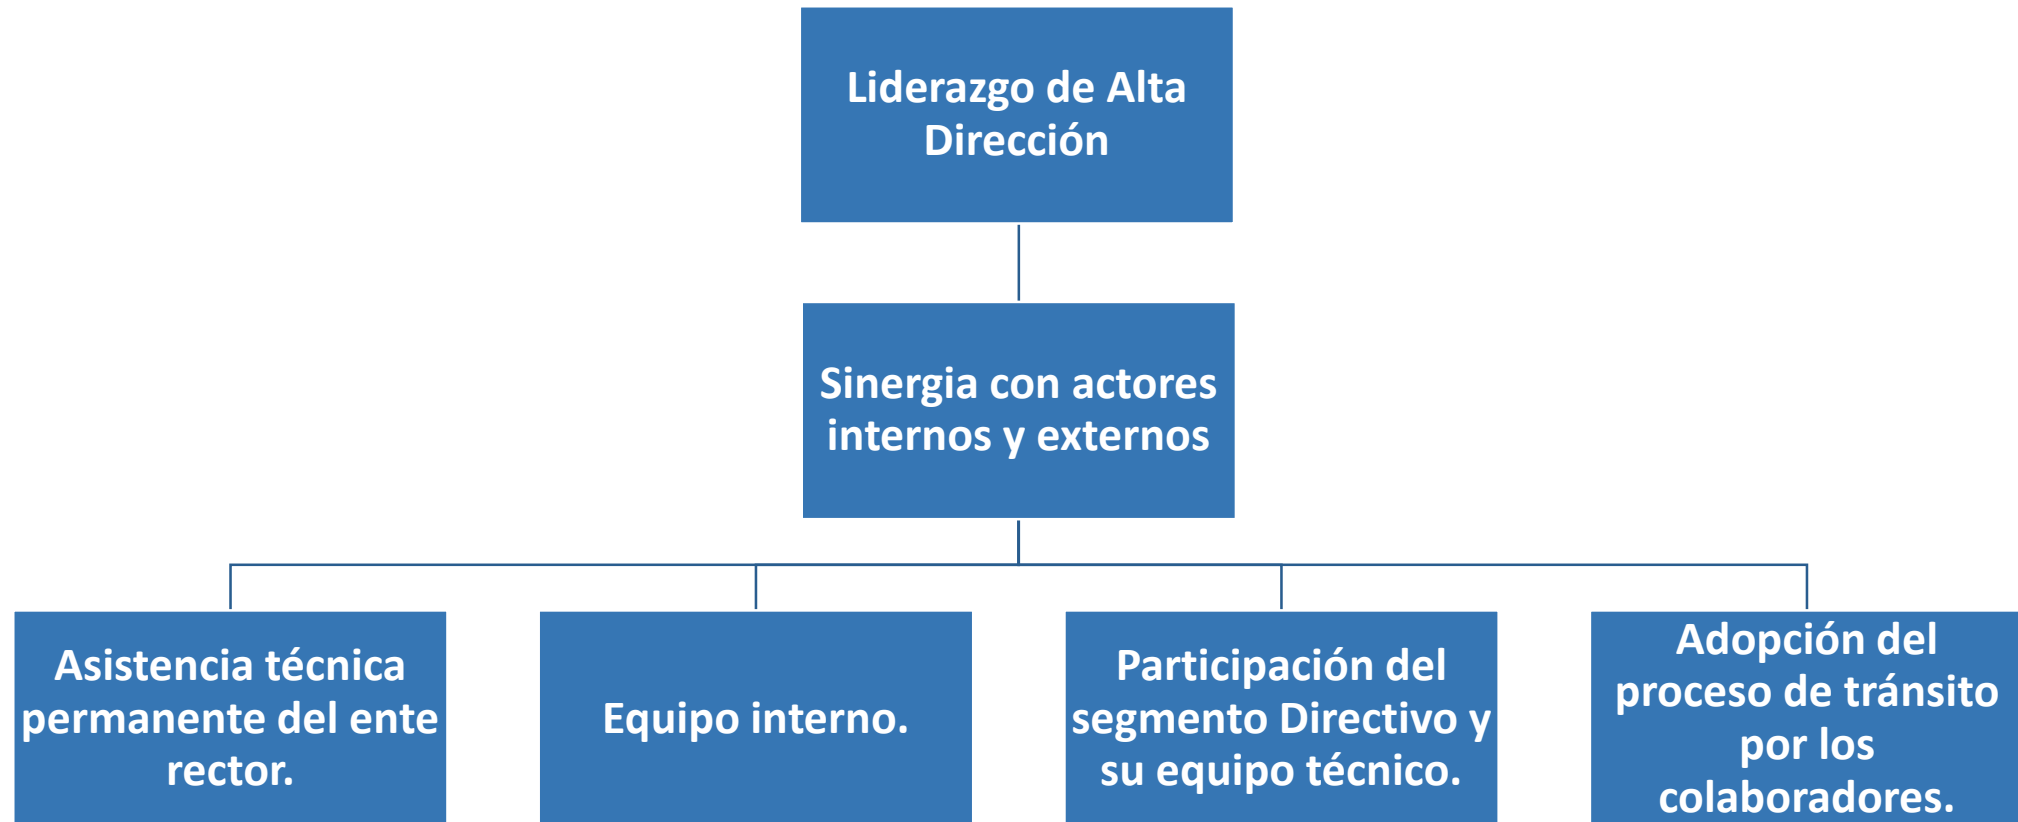 Liderazgo de Alta
Dirección
Sinergia con actores
internos y externos
Asistencia técnica
permanente del ente
rector.
Equipo interno.
Participación del
segmento Directivo y
su equipo técnico.
Adopción del
proceso de tránsito
por los
colaboradores.